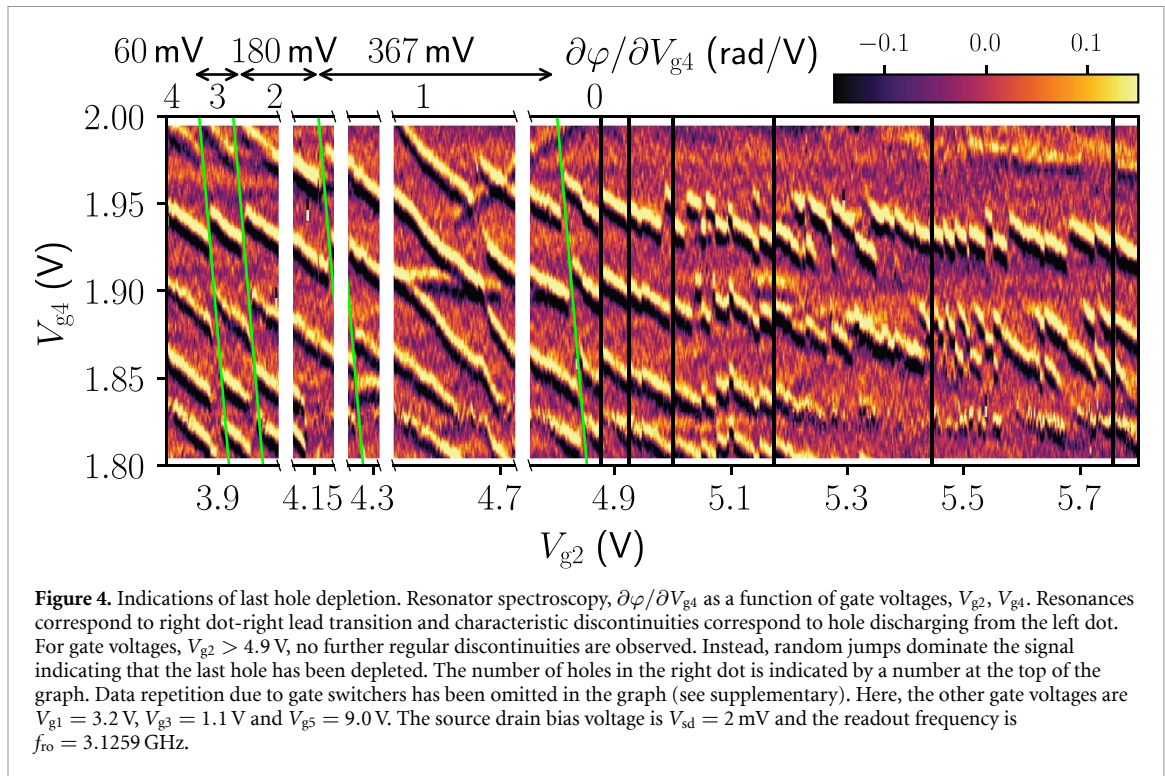 60 mV 180 mV 367 mV ∂φ/∂Vg4 (rad/V) −0.1 0.0 0.1
4 3 2 1 0
2.00
1.95
1.90
1.85
1.80
Vg4 (V)
3.9 4.15 4.3 4.7 4.9 5.1 5.3 5.5 5.7
Vg2 (V)
Figure 4. Indications of last hole depletion. Resonator spectroscopy, ∂φ/∂Vg4 as a function of gate voltages, Vg2, Vg4. Resonances
correspond to right dot-right lead transition and characteristic discontinuities correspond to hole discharging from the left dot.
For gate voltages, Vg2 > 4.9 V, no further regular discontinuities are observed. Instead, random jumps dominate the signal
indicating that the last hole has been depleted. The number of holes in the right dot is indicated by a number at the top of the
graph. Data repetition due to gate switchers has been omitted in the graph (see supplementary). Here, the other gate voltages are
Vg1 = 3.2 V, Vg3 = 1.1 V and Vg5 = 9.0 V. The source drain bias voltage is Vsd = 2 mV and the readout frequency is
fro = 3.1259 GHz.